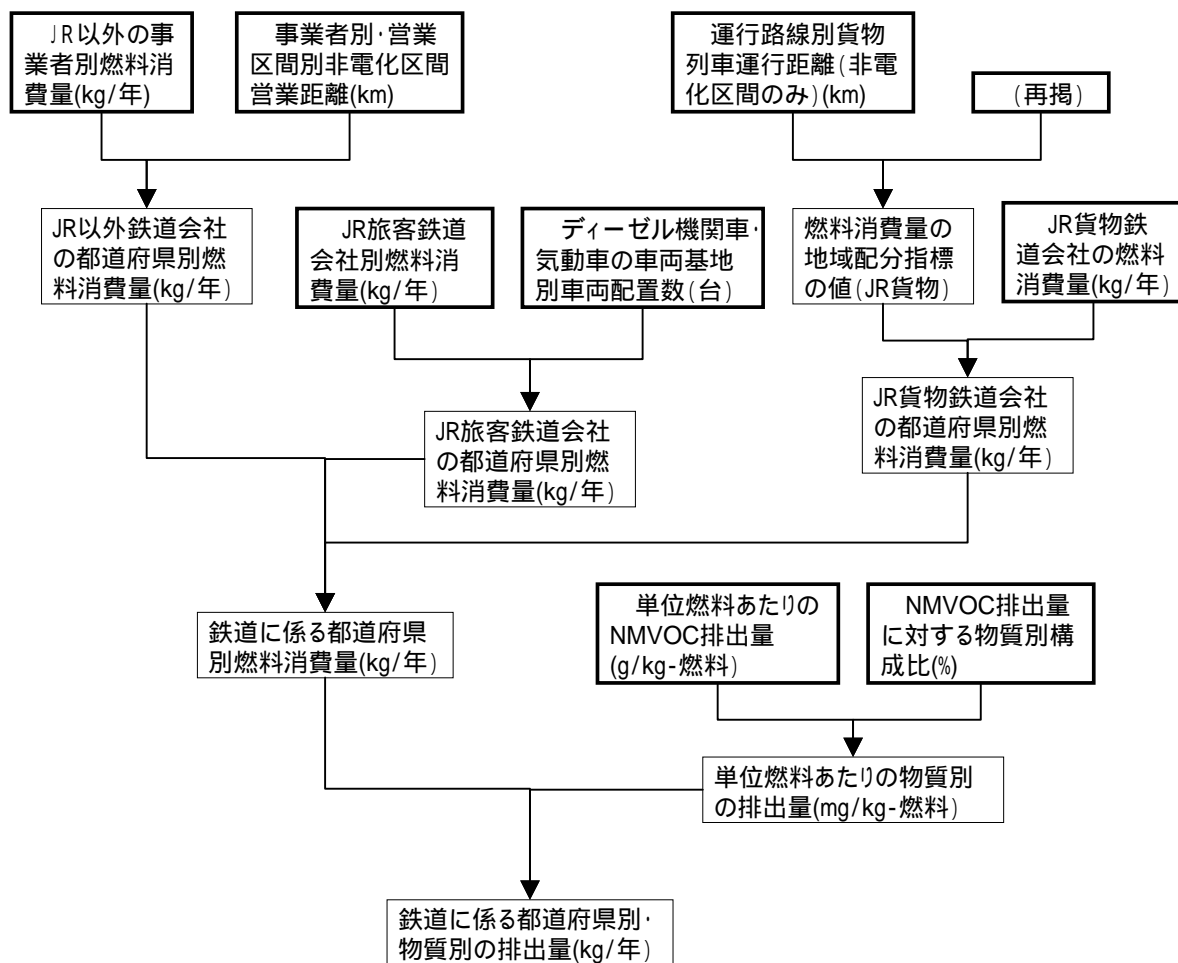 JR以外の事
業者別燃料消
費量(kg/年)
事業者別・営業
区間別非電化区間
営業距離(km)
運行路線別貨物
列車運行距離(非電
化区間のみ)(km)
(再掲)
JR以外鉄道会社
の都道府県別燃
料消費量(kg/年)
JR旅客鉄道
会社別燃料消
費量(kg/年)
ディーゼル機関車・
気動車の車両基地
別車両配置数(台)
燃料消費量の
地域配分指標
の値(JR貨物)
JR貨物鉄
道会社の燃料
消費量(kg/年)
JR旅客鉄道会社
の都道府県別燃
料消費量(kg/年)
JR貨物鉄道会社
の都道府県別燃
料消費量(kg/年)
鉄道に係る都道府県
別燃料消費量(kg/年)
単位燃料あたりの
NMVOC排出量
(g/kg-燃料)
NMVOC排出量
に対する物質別構
成比(%)
単位燃料あたりの物質別
の排出量(mg/kg-燃料)
鉄道に係る都道府県別・
物質別の排出量(kg/年)